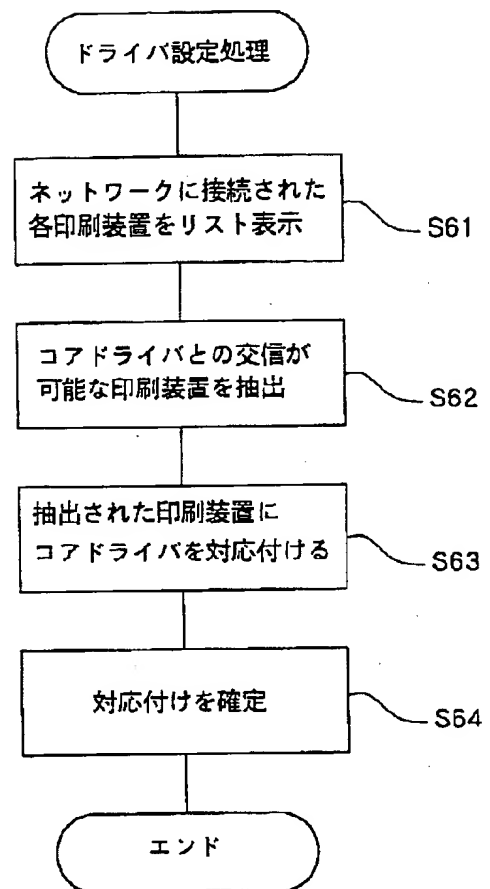 ドライバ設定処理
ネットワークに接続された
各印刷装置をリスト表示
S61
コアドライバとの交信が
可能な印刷装置を抽出
S62
抽出された印刷装置に
コアドライバを対応付ける
S63
対応付けを確定
S64
エンド